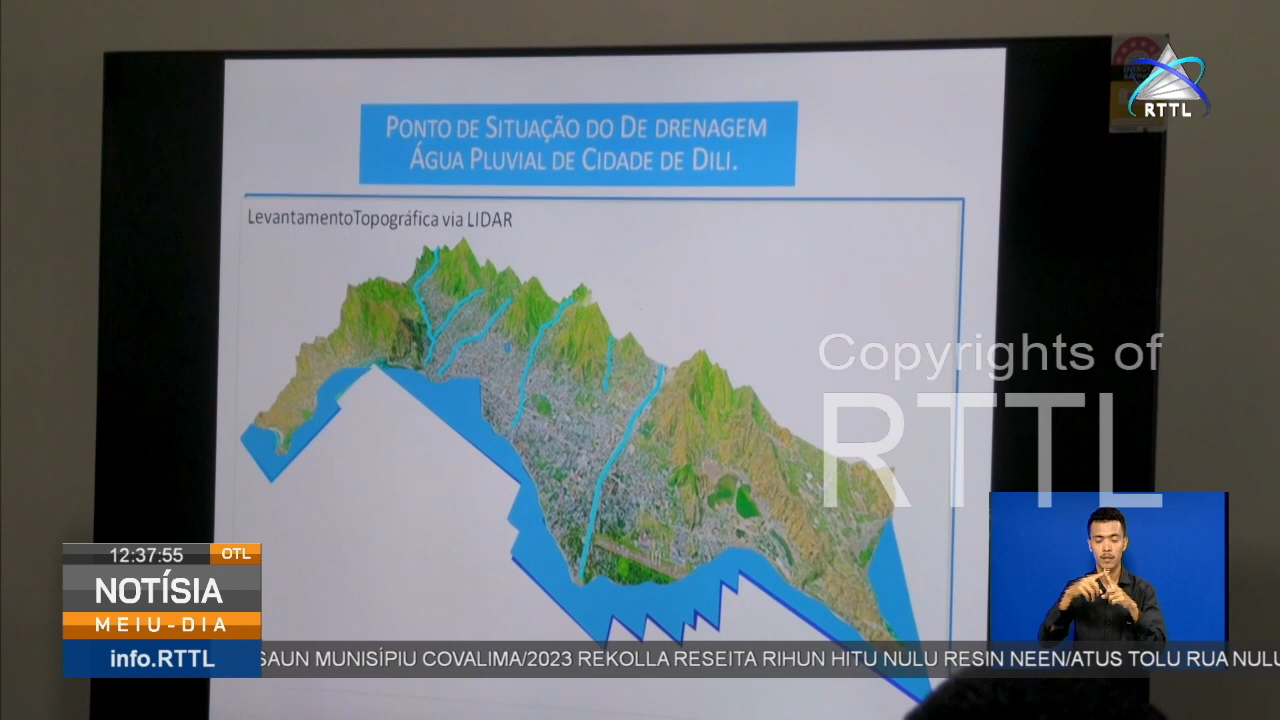 PONTO DE SITUAÇÃO DO DE DRENAGEM
ÁGUA PLUVIAL DE CIDADE DE DILI.
LevantamentoTopográfica via LIDAR
RTTL
Copyrights of
RTTL
12:37:55 OTL
NOTÍSIA
MEIU-DIA
info.RTTL
SAUN MUNISÍPIU COVALIMA/2023 REKOLLA RESEITA RIHUN HITU NULU RESIN NEEN/ATUS TOLU RUA NULU